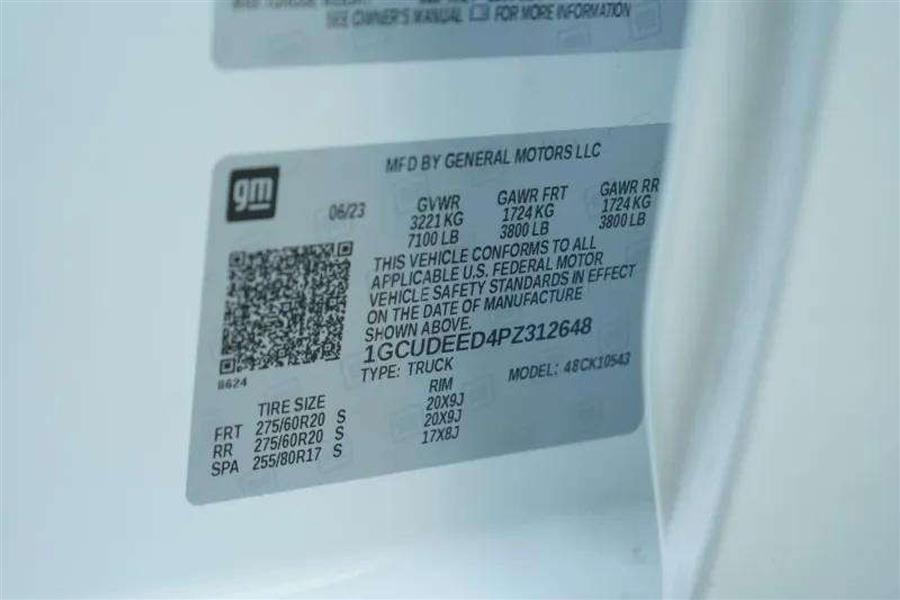 SEE OWNER'S MANUAL FOR MORE INFORMATION
MFD BY GENERAL MOTORS LLC
gm
06/23
GVWR
3221 KG
7100 LB
GAWR FRT
1724 KG
3800 LB
GAWR RR
1724 KG
3800 LB
THIS VEHICLE CONFORMS TO ALL
APPLICABLE U.S. FEDERAL MOTOR
VEHICLE SAFETY STANDARDS IN EFFECT
ON THE DATE OF MANUFACTURE
SHOWN ABOVE.
1GCUDEED4PZ312648
TYPE: TRUCK
MODEL: 48CK10543
8624
TIRE SIZE RIM
FRT 275/60R20 S 20X9J
RR 275/60R20 S 20X9J
SPA 255/80R17 S 17X8J